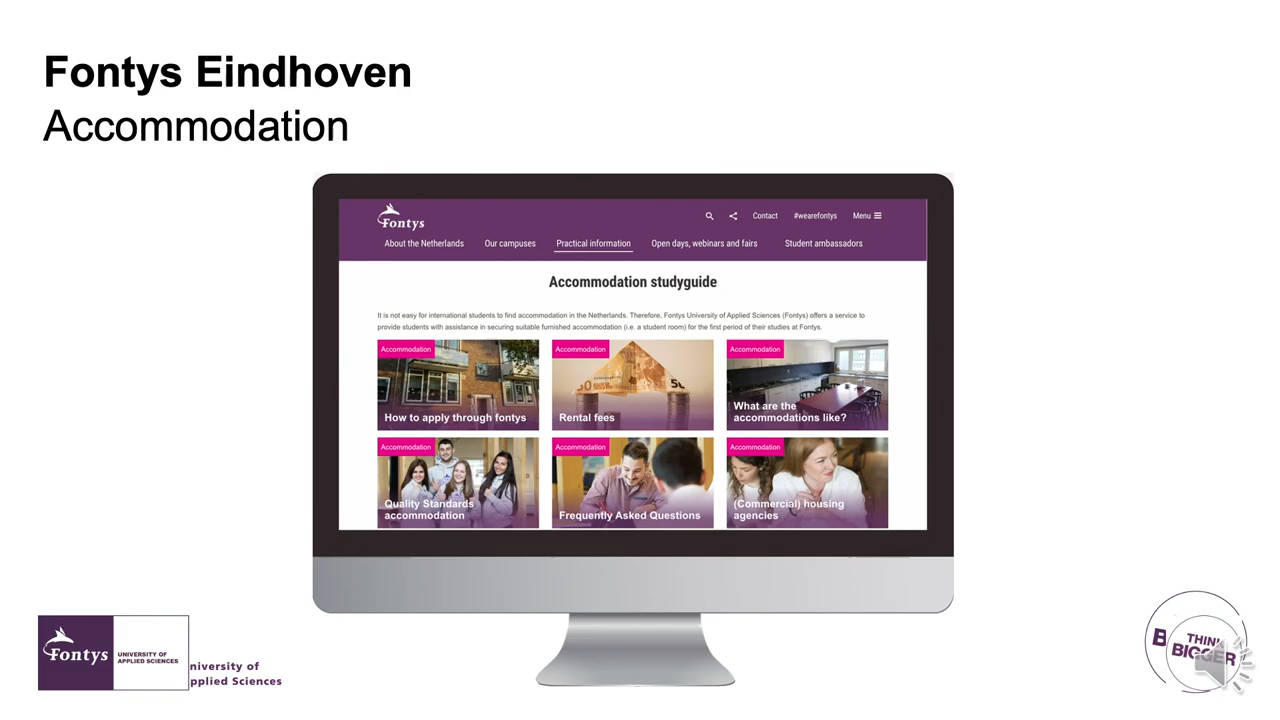 Fontys Eindhoven
Accommodation
Fontys
Contact
#wearefontys
Menu
About the Netherlands
Our campuses
Practical information
Open days, webinars and fairs
Student ambassadors
Accommodation studyguide
It is not easy for international students to find accommodation in the Netherlands. Therefore, Fontys University of Applied Sciences (Fontys) offers a service to
provide students with assistance in securing suitable furnished accommodation (i.e. a student room) for the first period of their studies at Fontys.
Accommodation
How to apply through fontys
Accommodation
50
50
Rental fees
Accommodation
What are the
accommodations like?
Accommodation
Quality Standards
accommodation
Accommodation
Frequently Asked Questions
Accommodation
(Commercial) housing
agencies
Fontys
UNIVERSITY OF
APPLIED SCIENCES
niversity of
pplied Sciences
THINK
BIGGER